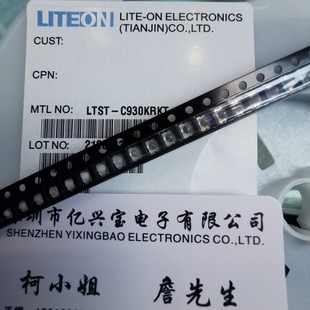 LITEON
LITE-ON ELECTRONICS
(TIANJIN)CO.,LTD.
CUST:
CPN:
MTL NO: LTST-C930KRKT
LOT NO:
圳市亿兴宝电子有限公司
SHENZHEN YIXINGBAO ELECTRONICS CO.,LTD.
柯小姐 詹先生